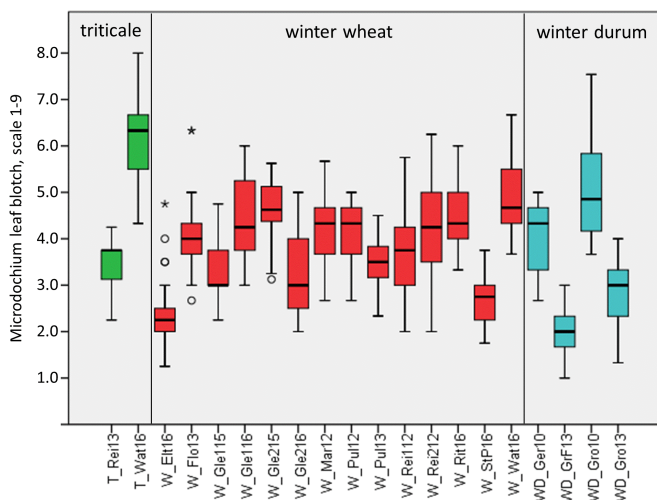 triticale
winter wheat
winter durum
Microdochium leaf blotch, scale 1-9
8.0
7.0
6.0
5.0
4.0
3.0
2.0
1.0
T_Rei13
T_Wat16
W_Elt16
W_Flo13
W_Gle115
W_Gle116
W_Gle215
W_Gle216
W_Mar12
W_Pul12
W_Pul13
W_Rei112
W_Rei212
W_Rit16
W_StP16
W_Wat16
WD_Ger10
WD_GrF13
WD_Gro10
WD_Gro13